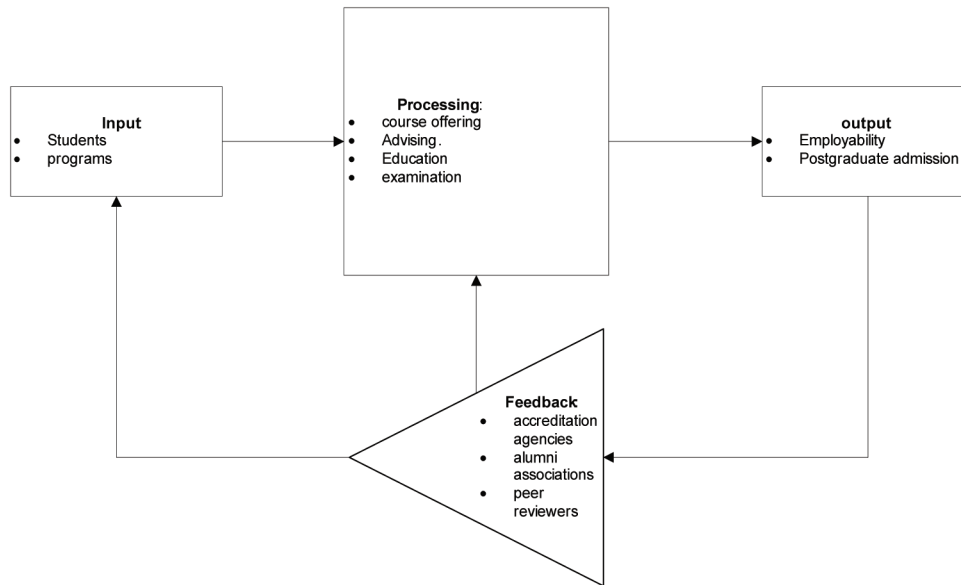 Input
• Students
• programs
Processing:
• course offering
• Advising.
• Education
• examination
output
• Employability
• Postgraduate admission
Feedback:
• accreditation
agencies
• alumni
associations
• peer
reviewers